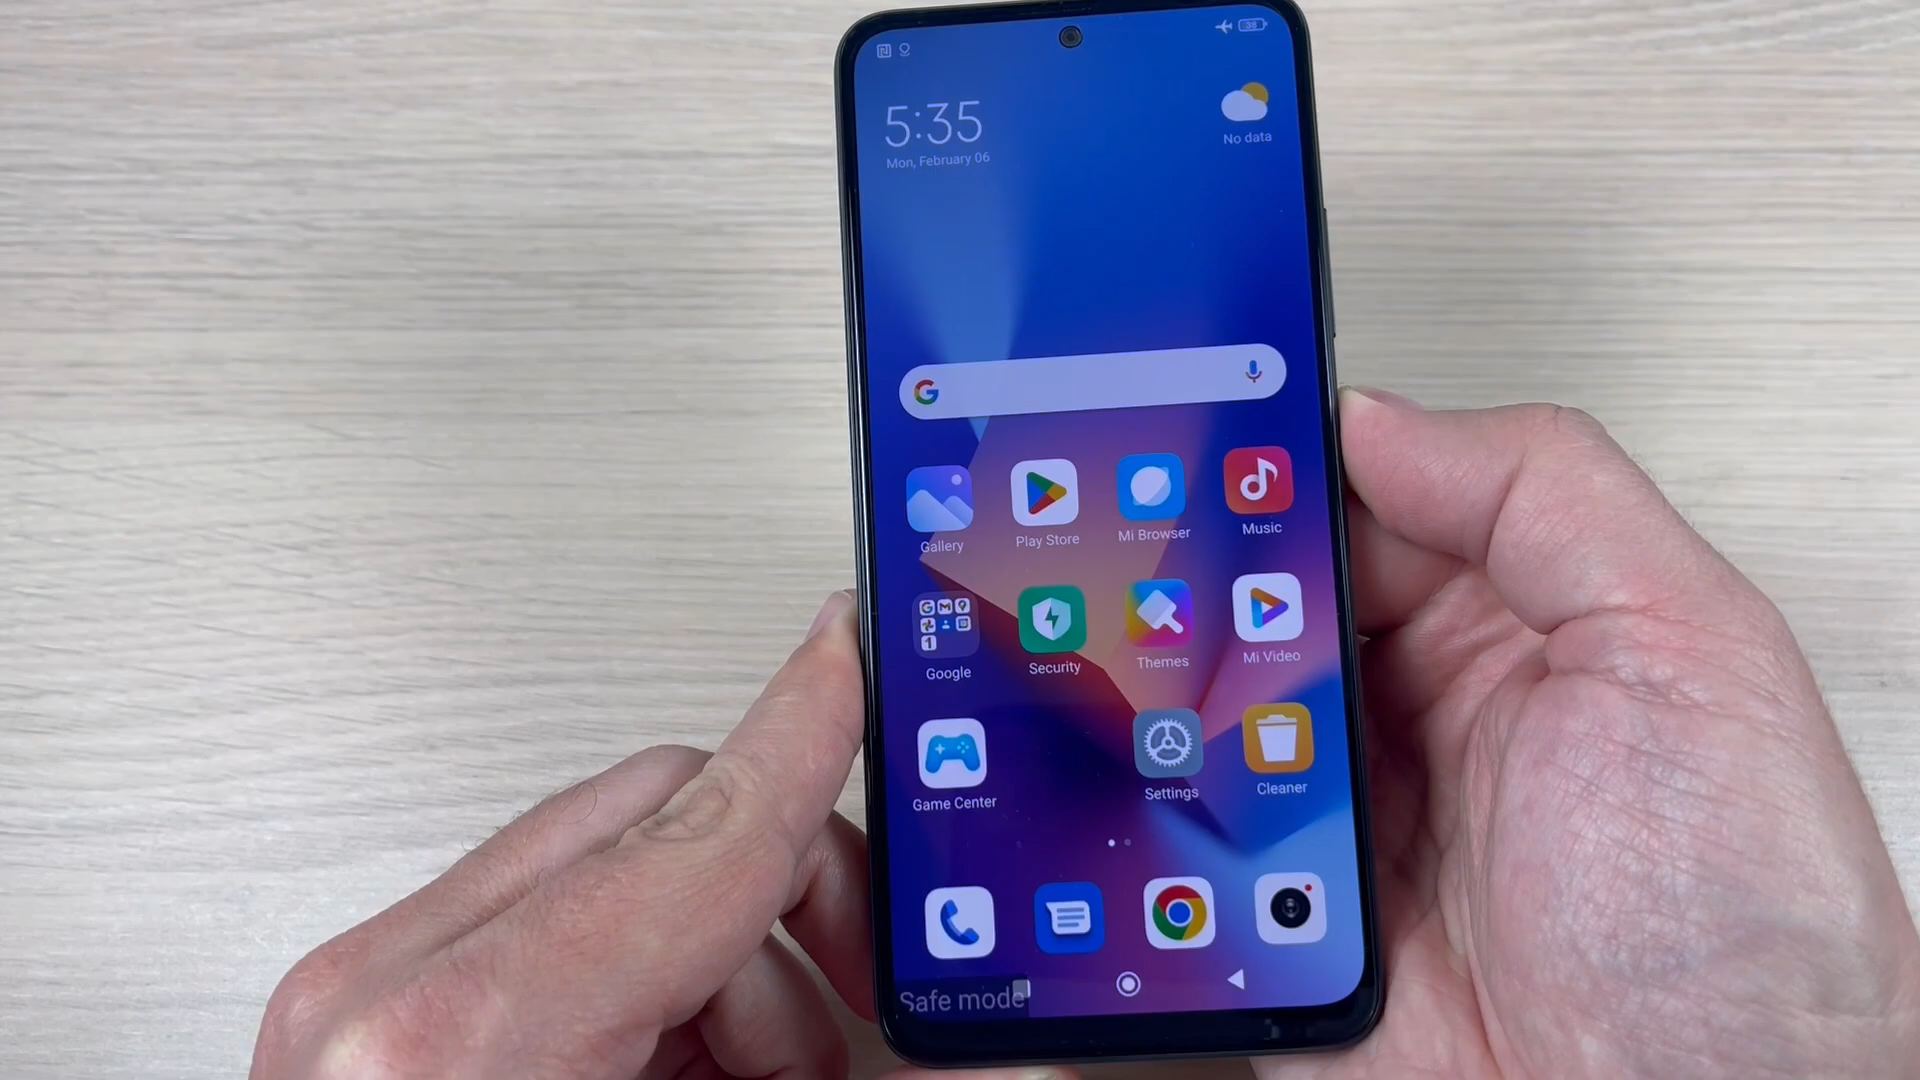 38
5:35
Mon, February 06
No data
Gallery
Play Store
Mi Browser
Music
Google
Security
Themes
Mi Video
Game Center
Settings
Cleaner
Safe mode